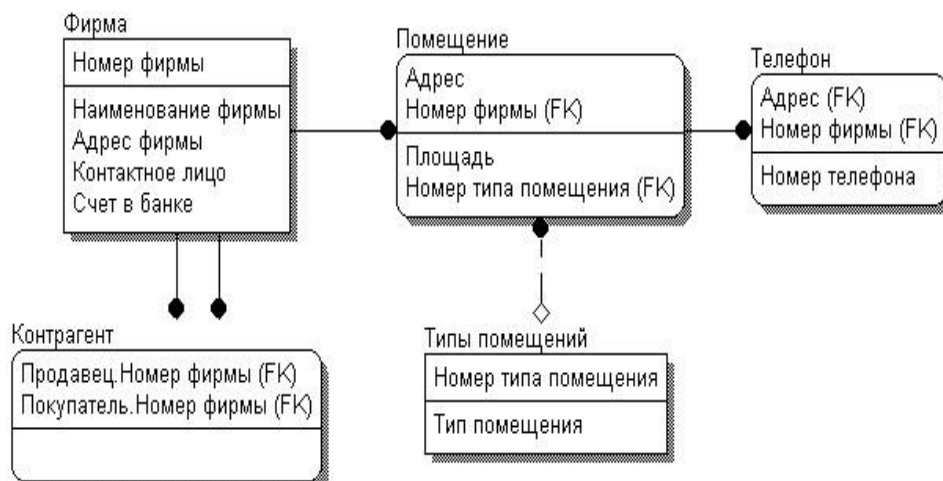 Фирма
Номер фирмы
Наименование фирмы
Адрес фирмы
Контактное лицо
Счет в банке
Помещение
Адрес
Номер фирмы (FK)
Площадь
Номер типа помещения (FK)
Телефон
Адрес (FK)
Номер фирмы (FK)
Номер телефона
Контрагент
Продавец.Номер фирмы (FK)
Покупатель.Номер фирмы (FK)
Типы помещений
Номер типа помещения
Тип помещения